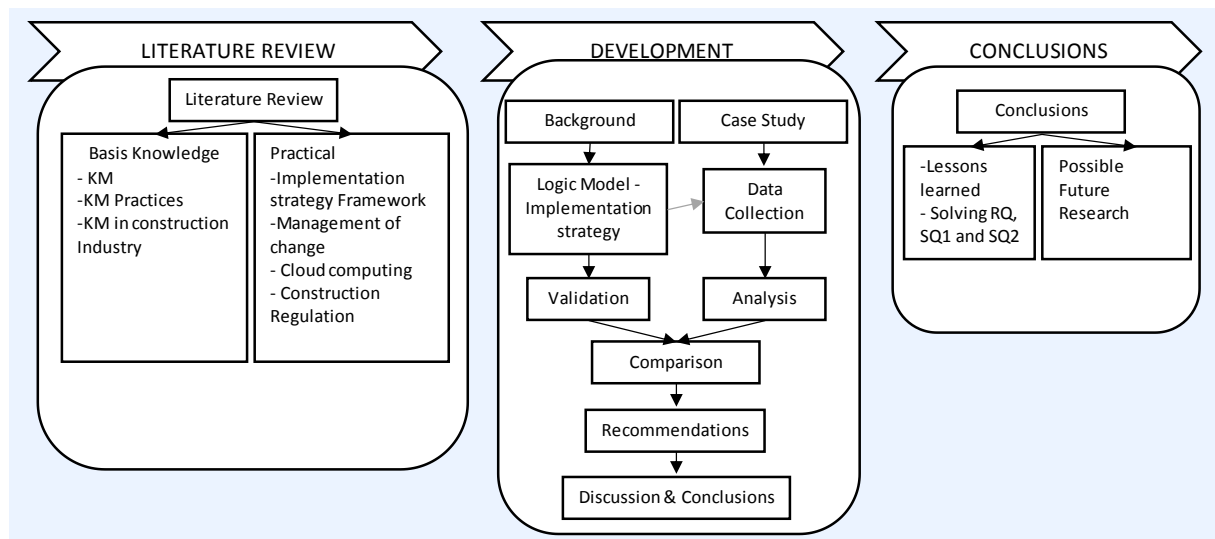 LITERATURE REVIEW
Literature Review
Basis Knowledge
- KM
-KM Practices
-KM in construction
Industry
Practical
-Implementation
strategy Framework
-Management of
change
- Cloud computing
- Construction
Regulation
DEVELOPMENT
Background
Case Study
Logic Model -
Implementation
strategy
Data
Collection
Validation
Analysis
Comparison
Recommendations
Discussion & Conclusions
CONCLUSIONS
Conclusions
-Lessons
learned
- Solving RQ,
SQ1 and SQ2
Possible
Future
Research